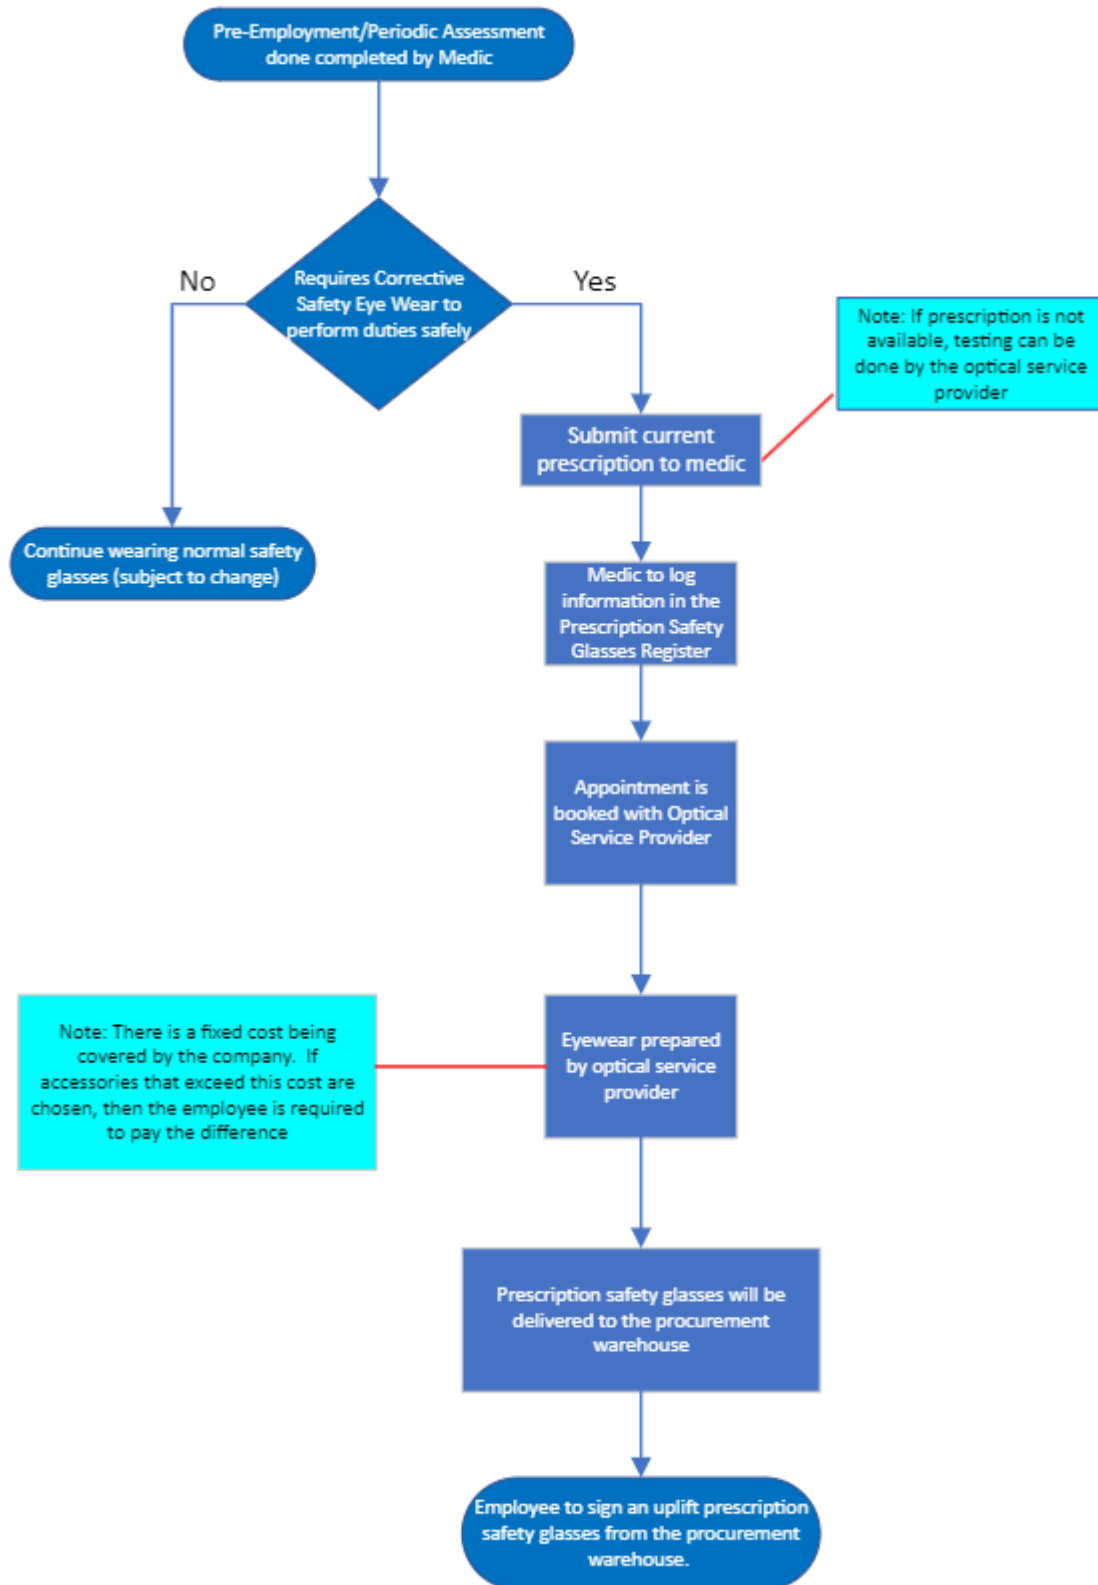 Pre-Employment/Periodic Assessment
done completed by Medic
No
Requires Corrective
Safety Eye Wear to
perform duties safely
Yes
Note: If prescription is not
available, testing can be
done by the optical service
provider
Submit current
prescription to medic
Continue wearing normal safety
glasses (subject to change)
Medic to log
information in the
Prescription Safety
Glasses Register
Appointment is
booked with Optical
Service Provider
Note: There is a fixed cost being
covered by the company. If
accessories that exceed this cost are
chosen, then the employee is required
to pay the difference
Eyewear prepared
by optical service
provider
Prescription safety glasses will be
delivered to the procurement
warehouse
Employee to sign an uplift prescription
safety glasses from the procurement
warehouse.